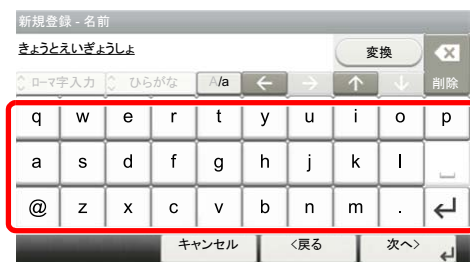 新規登録 - 名前
きょうとえいぎょうしょ
変換
ローマ字入力 ひらがな A/a ← → ↑ ↓ 削除
q w e r t y u i o p
a s d f g h j k l
@ z x c v b n m .
キャンセル <戻る 次へ>